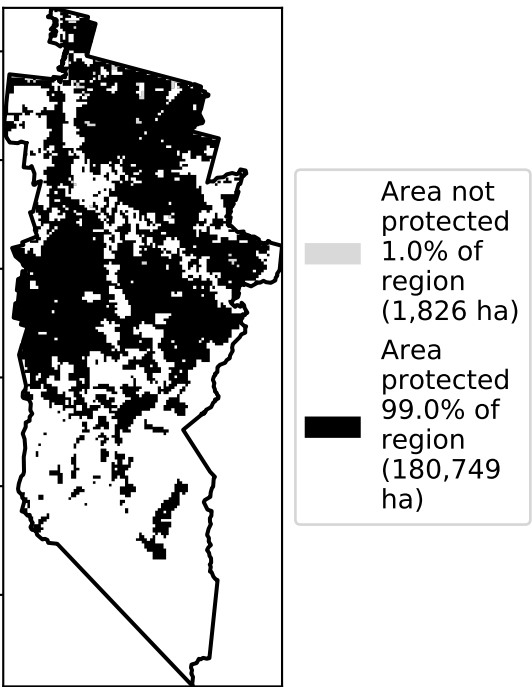 Area not
protected
1.0% of
region
(1,826 ha)
Area
protected
99.0% of
region
(180,749
ha)